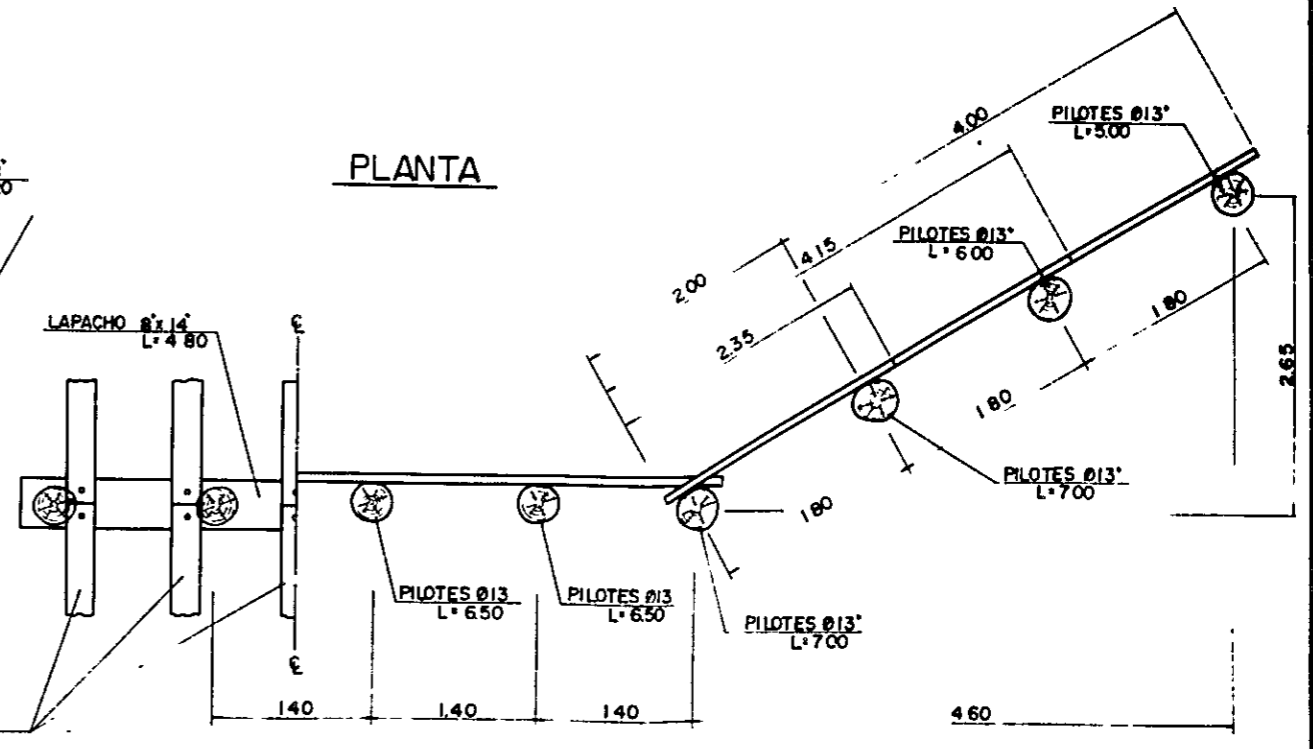 PLANTA
4.00
PILOTES Ø13"
L=5.00
PILOTES Ø13"
L=6.00
4.15
2.00
2.35
1.80
1.80
2.65
LAPACHO 8"x14"
L=4.80
PILOTES Ø13"
L=7.00
1.80
PILOTES Ø13
L=6.50
PILOTES Ø13
L=6.50
PILOTES Ø13"
L=7.00
1.40
1.40
1.40
4.60